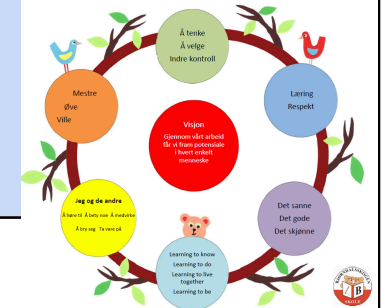 Å tenke
Å velge
Indre kontroll
Mestre
Øve
Ville
Læring
Respekt
Visjon
Gjennom vårt arbeid
får vi fram potensiale
i hvert enkelt
menneske
Jeg og de andre
Å høre til Å bety noe Å medvirke
Å bry seg Ta vare på
Det sanne
Det gode
Det skjønne
Learning to know
Learning to do
Learning to live
together
Learning to be
SKOLE